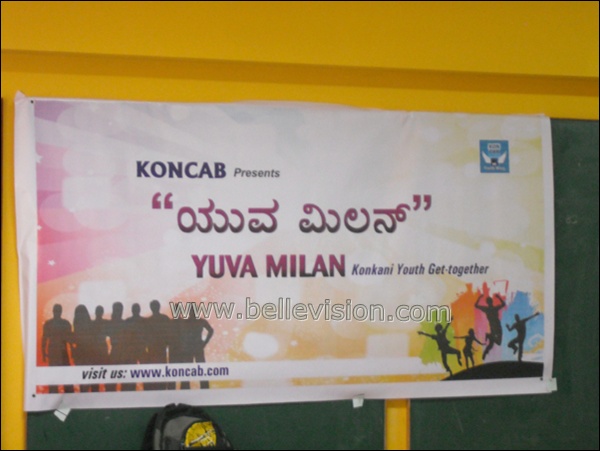 KONCAB Presents
“ಯುವ ಮಿಲನ್”
YUVA MILAN Konkani Youth Get-together
www.bellevision.com
visit us: www.koncab.com